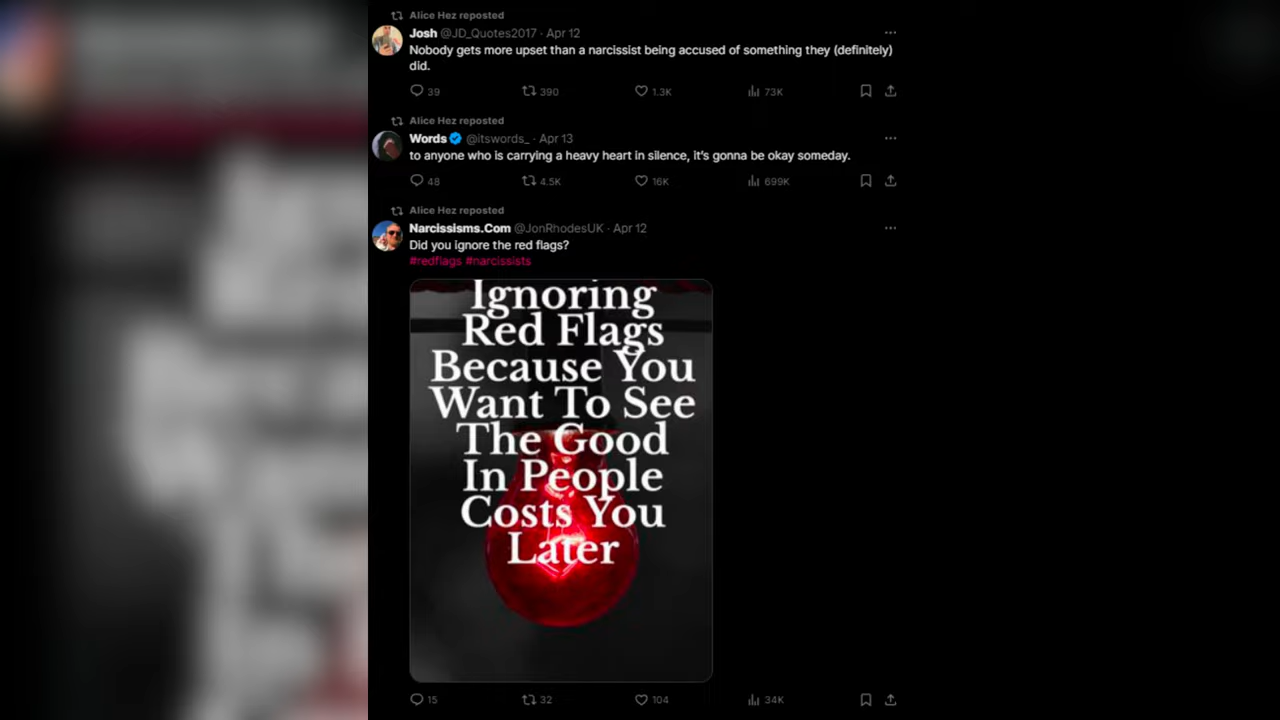 Alice Hez reposted
Josh @JD_Quotes2017 · Apr 12
Nobody gets more upset than a narcissist being accused of something they (definitely)
did.
39 390 1.3K 73K
Alice Hez reposted
Words @itswords_ · Apr 13
to anyone who is carrying a heavy heart in silence, it's gonna be okay someday.
48 4.5K 16K 699K
Alice Hez reposted
Narcissisms.Com @JonRhodesUK · Apr 12
Did you ignore the red flags?
#redflags #narcissists
Ignoring
Red Flags
Because You
Want To See
The Good
In People
Costs You
Later
15 32 104 34K